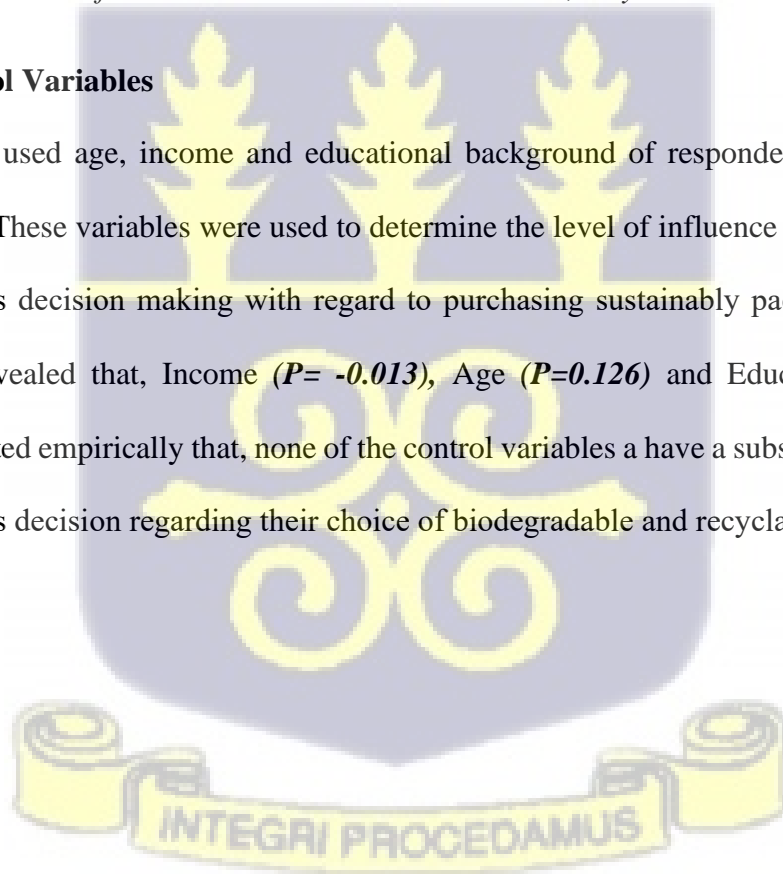 ol Variables
used age, income and educational background of responde
These variables were used to determine the level of influence
s decision making with regard to purchasing sustainably pa
vealed that, Income (P= -0.013), Age (P=0.126) and Educ
ted empirically that, none of the control variables a have a subs
s decision regarding their choice of biodegradable and recycla
INTEGRI PROCEDAMUS